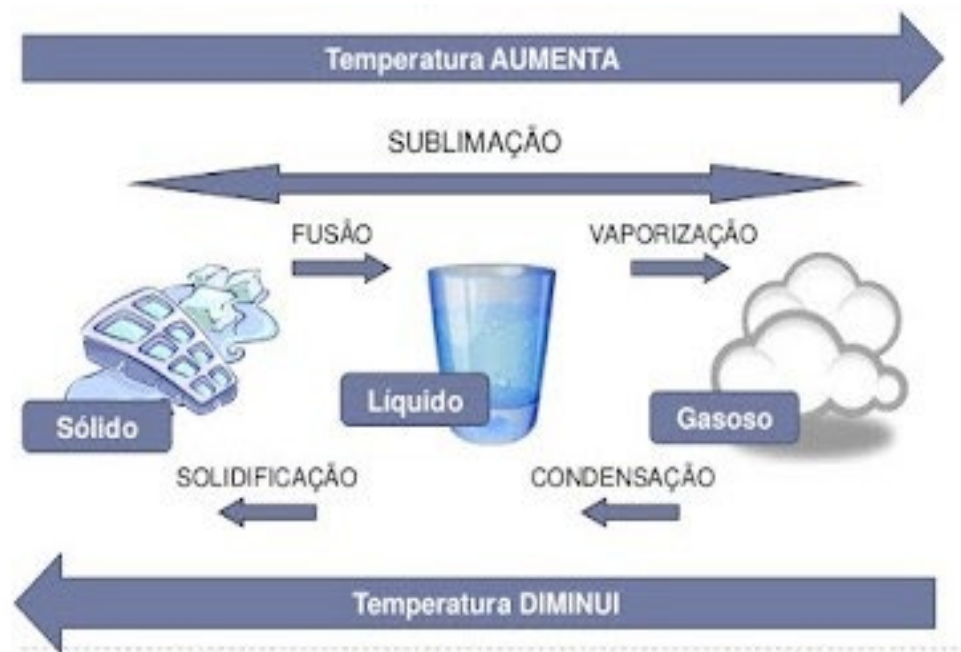 Temperatura AUMENTA
SUBLIMAÇÃO
FUSÃO
VAPORIZAÇÃO
Sólido
Líquido
Gasoso
SOLIDIFICAÇÃO
CONDENSAÇÃO
Temperatura DIMINUI